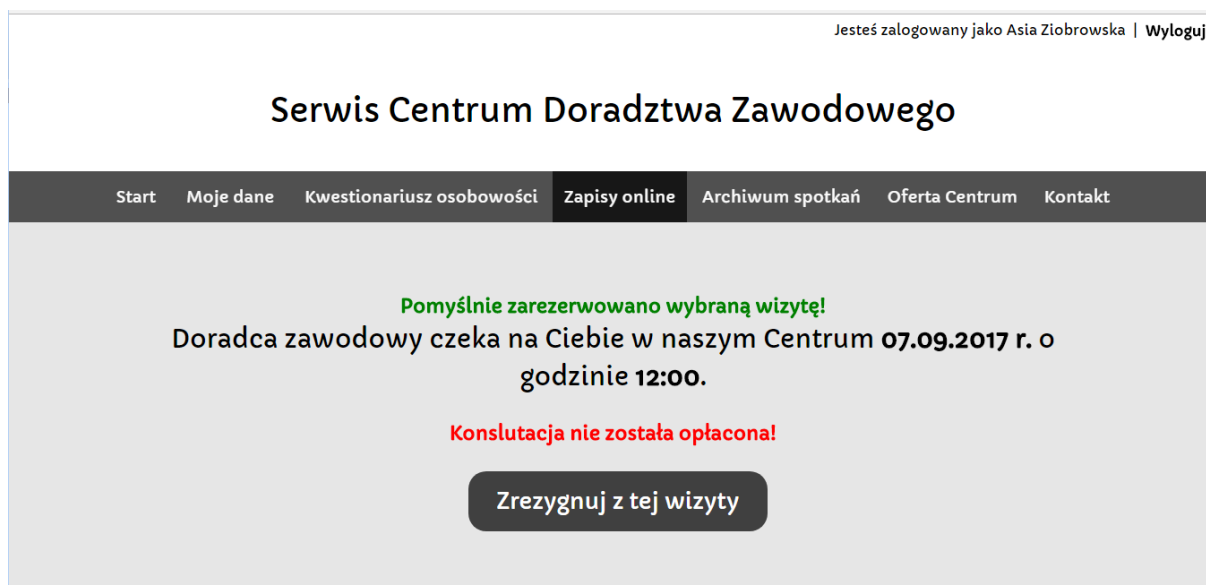 Jesteś zalogowany jako Asia Ziobrowska | Wyloguj
Serwis Centrum Doradztwa Zawodowego
Start Moje dane Kwestionariusz osobowości Zapisy online Archiwum spotkań Oferta Centrum Kontakt
Pomyślnie zarezerwowano wybraną wizytę!
Doradca zawodowy czeka na Ciebie w naszym Centrum 07.09.2017 r. o
godzinie 12:00.
Konslutacja nie została opłacona!
Zrezygnuj z tej wizyty